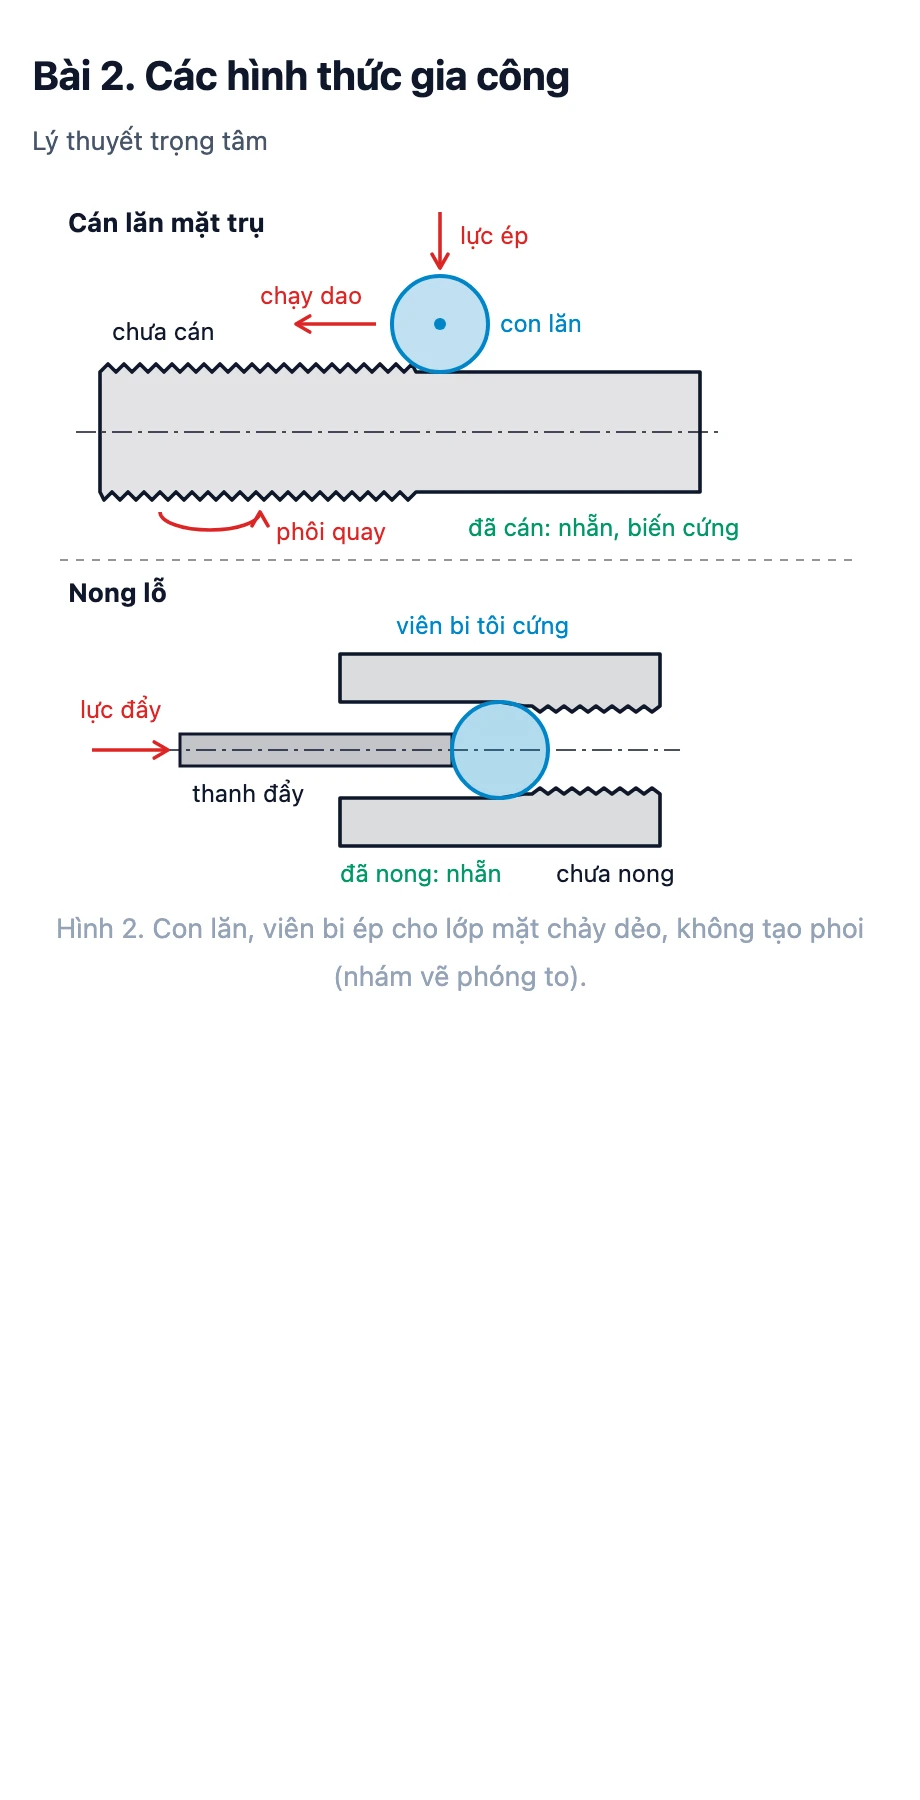 Bài 2. Các hình thức gia công
Lý thuyết trọng tâm
Cán lăn mặt trụ
lực ép
chạy dao
con lăn
chưa cán
phôi quay
đã cán: nhẵn, biến cứng
Nong lỗ
viên bi tôi cứng
lực đẩy
thanh đẩy
đã nong: nhẵn
chưa nong
Hình 2. Con lăn, viên bi ép cho lớp mặt chảy dẻo, không tạo phoi
(nhám vẽ phóng to).